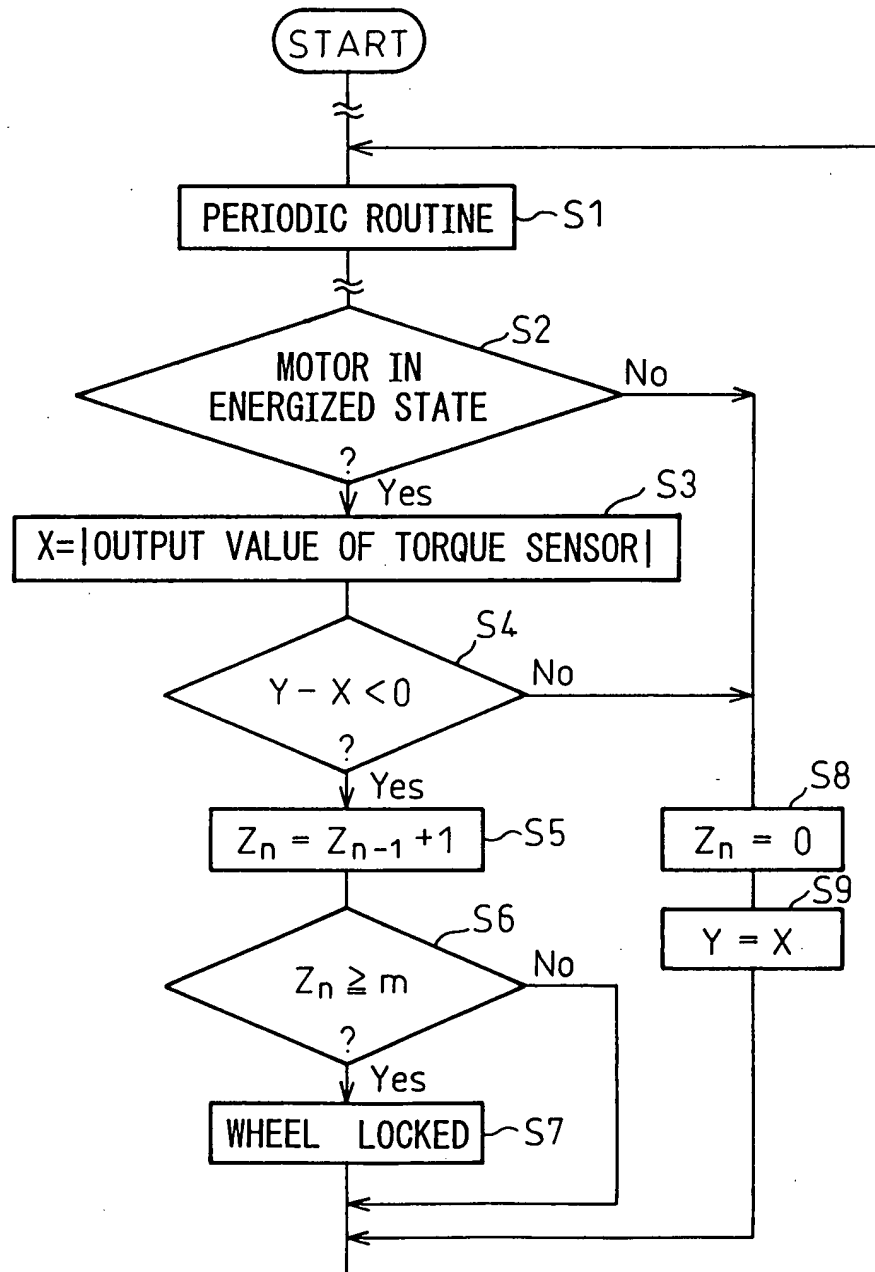 START
PERIODIC ROUTINE
S1
S2
MOTOR IN
ENERGIZED STATE
?
No
Yes
S3
X=|OUTPUT VALUE OF TORQUE SENSOR|
S4
Y - X < 0
?
No
Yes
S5
Zn = Zn-1 +1
S8
Zn = 0
S9
Y = X
S6
Zn ≧ m
?
No
Yes
WHEEL LOCKED
S7